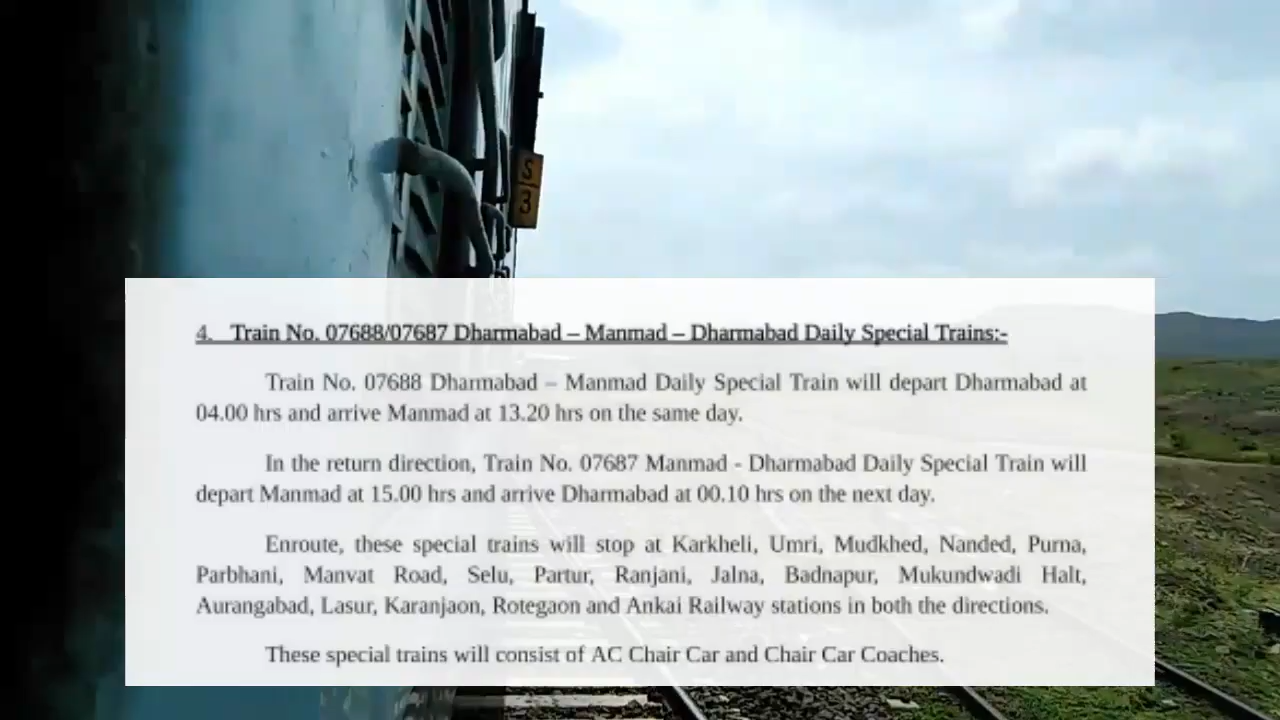 S
3
4. Train No. 07688/07687 Dharmabad – Manmad – Dharmabad Daily Special Trains:-
Train No. 07688 Dharmabad – Manmad Daily Special Train will depart Dharmabad at
04.00 hrs and arrive Manmad at 13.20 hrs on the same day.
In the return direction, Train No. 07687 Manmad - Dharmabad Daily Special Train will
depart Manmad at 15.00 hrs and arrive Dharmabad at 00.10 hrs on the next day.
Enroute, these special trains will stop at Karkheli, Umri, Mudkhed, Nanded, Purna,
Parbhani, Manvat Road, Selu, Partur, Ranjani, Jalna, Badnapur, Mukundwadi Halt,
Aurangabad, Lasur, Karanjaon, Rotegaon and Ankai Railway stations in both the directions.
These special trains will consist of AC Chair Car and Chair Car Coaches.